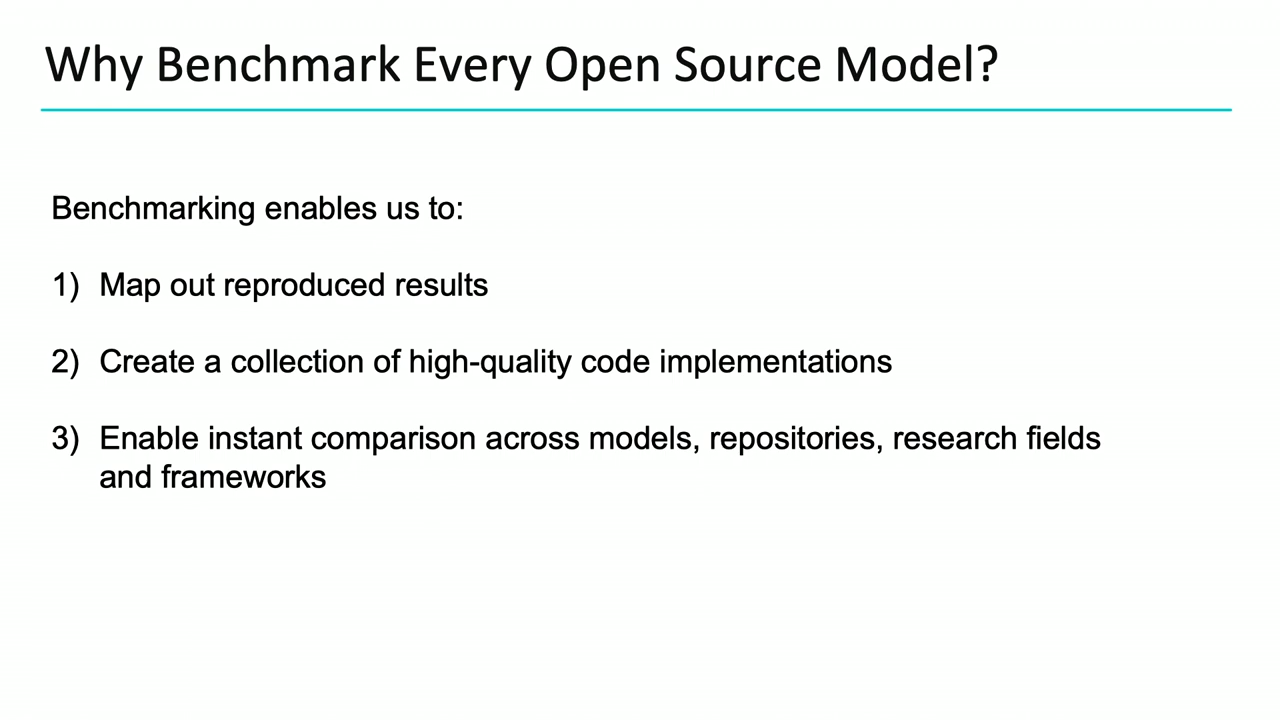 Why Benchmark Every Open Source Model?
Benchmarking enables us to:
1) Map out reproduced results
2) Create a collection of high-quality code implementations
3) Enable instant comparison across models, repositories, research fields
and frameworks